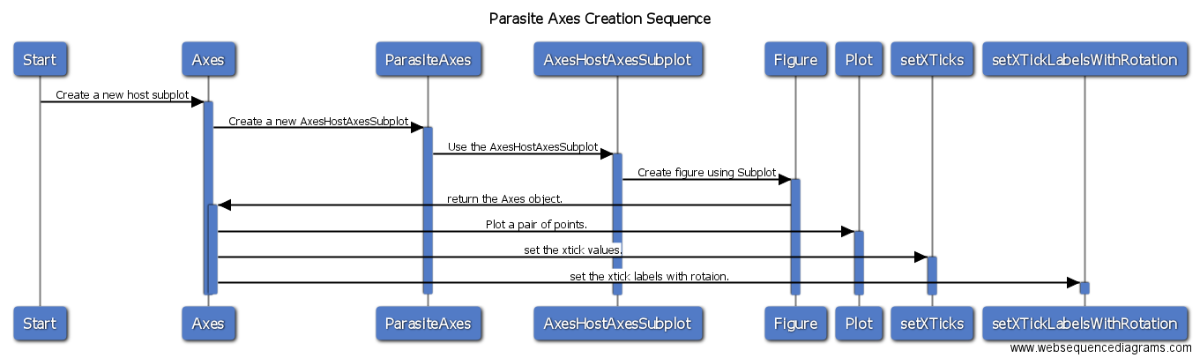 Parasite Axes Creation Sequence
Start Axes ParasiteAxes AxesHostAxesSubplot Figure Plot setXTicks setXTickLabelsWithRotation
Create a new host subplot
Create a new AxesHostAxesSubplot
Use the AxesHostAxesSubplot
Create figure using Subplot
return the Axes object.
Plot a pair of points.
set the xtick values.
set the xtick labels with rotaion.
Start Axes ParasiteAxes AxesHostAxesSubplot Figure Plot setXTicks setXTickLabelsWithRotation
www.websequencediagrams.com